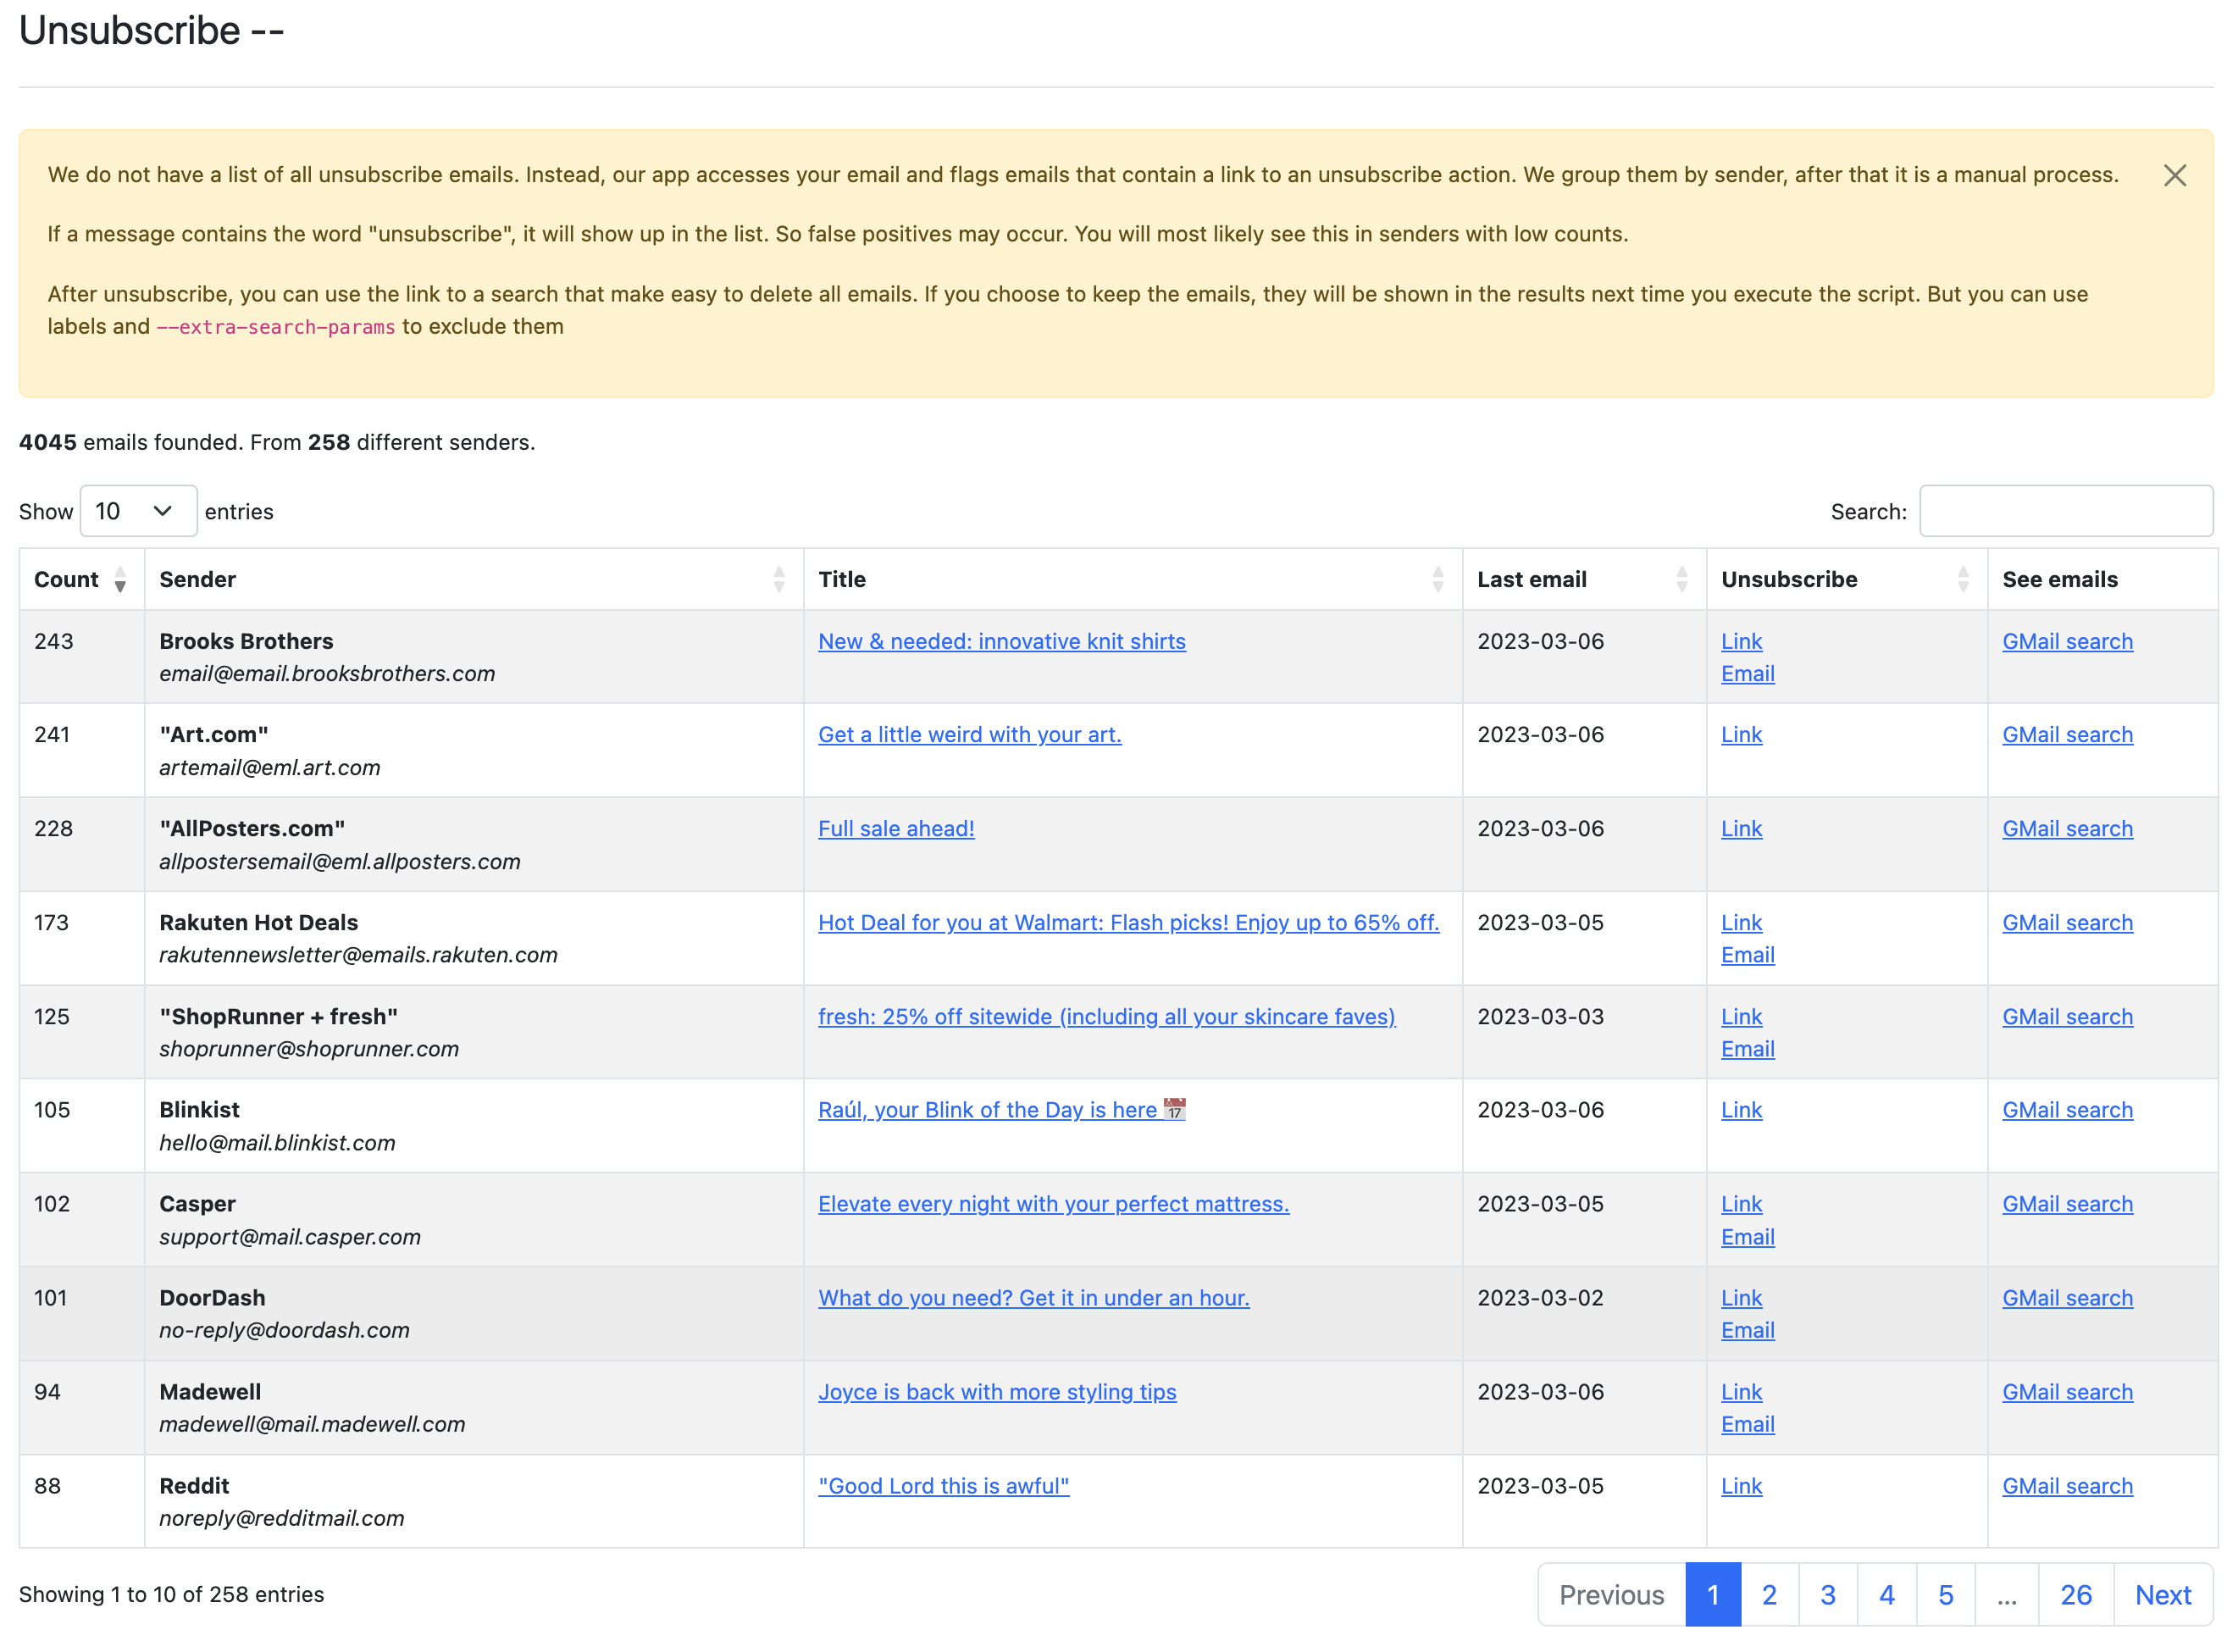 Unsubscribe --
We do not have a list of all unsubscribe emails. Instead, our app accesses your email and flags emails that contain a link to an unsubscribe action. We group them by sender, after that it is a manual process.
If a message contains the word "unsubscribe", it will show up in the list. So false positives may occur. You will most likely see this in senders with low counts.
After unsubscribe, you can use the link to a search that make easy to delete all emails. If you choose to keep the emails, they will be shown in the results next time you execute the script. But you can use
labels and --extra-search-params to exclude them
4045 emails founded. From 258 different senders.
Show 10 entries Search:
Count Sender Title Last email Unsubscribe See emails
243 Brooks Brothers New & needed: innovative knit shirts 2023-03-06 Link GMail search
email@email.brooksbrothers.com Email
241 "Art.com" Get a little weird with your art. 2023-03-06 Link GMail search
artemail@eml.art.com
228 "AllPosters.com" Full sale ahead! 2023-03-06 Link GMail search
allpostersemail@eml.allposters.com
173 Rakuten Hot Deals Hot Deal for you at Walmart: Flash picks! Enjoy up to 65% off. 2023-03-05 Link GMail search
rakutennewsletter@emails.rakuten.com Email
125 "ShopRunner + fresh" fresh: 25% off sitewide (including all your skincare faves) 2023-03-03 Link GMail search
shoprunner@shoprunner.com Email
105 Blinkist Raúl, your Blink of the Day is here 📅 2023-03-06 Link GMail search
hello@mail.blinkist.com
102 Casper Elevate every night with your perfect mattress. 2023-03-05 Link GMail search
support@mail.casper.com Email
101 DoorDash What do you need? Get it in under an hour. 2023-03-02 Link GMail search
no-reply@doordash.com Email
94 Madewell Joyce is back with more styling tips 2023-03-06 Link GMail search
madewell@mail.madewell.com Email
88 Reddit "Good Lord this is awful" 2023-03-05 Link GMail search
noreply@redditmail.com
Showing 1 to 10 of 258 entries Previous 1 2 3 4 5 ... 26 Next